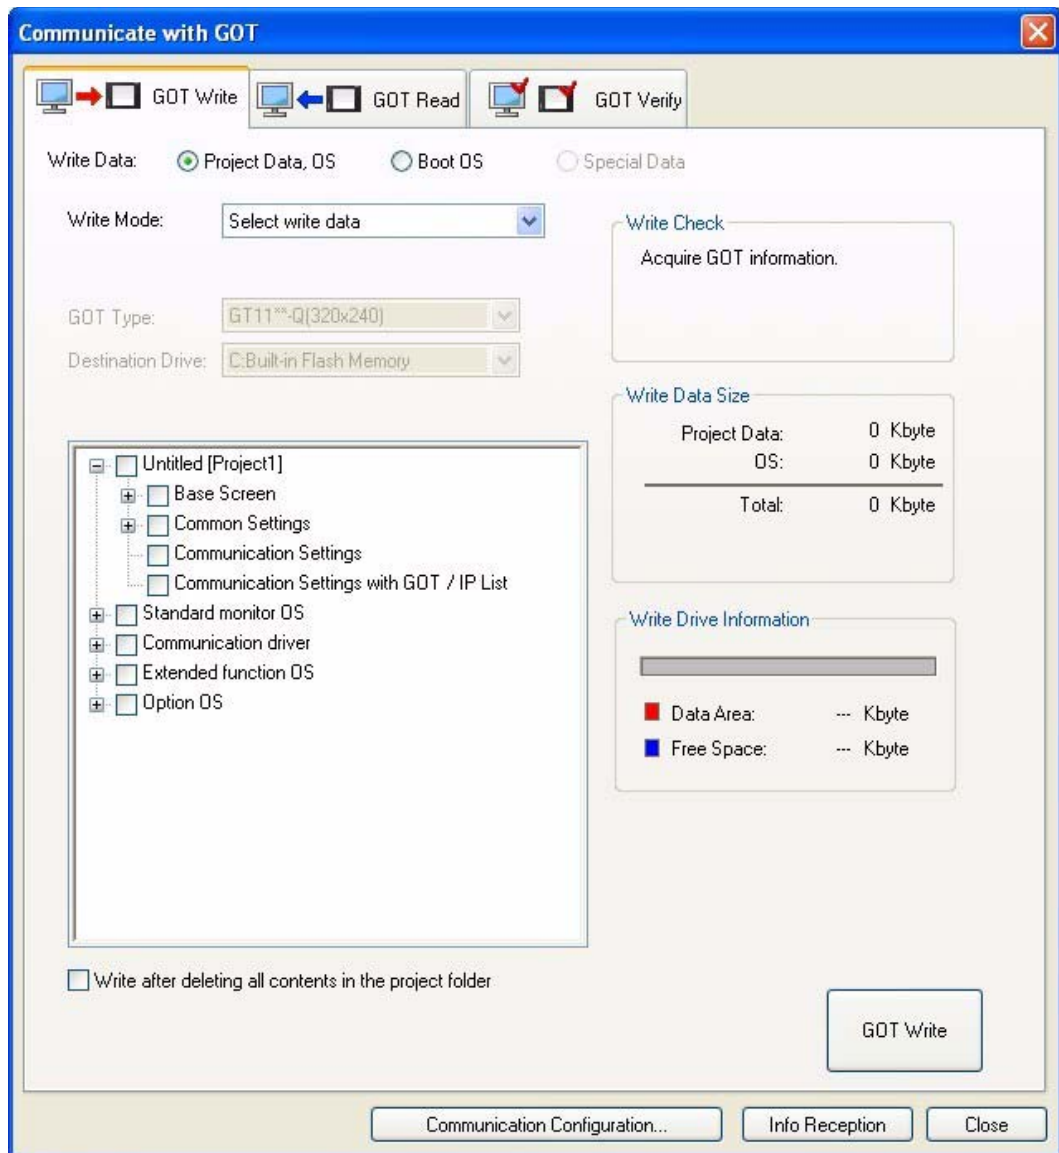 Communicate with GOT
GOT Write
GOT Read
GOT Verify
Write Data: Project Data, OS Boot OS Special Data
Write Mode: Select write data
GOT Type: GT11**-Q(320x240)
Destination Drive: C:Built-in Flash Memory
Untitled [Project1]
Base Screen
Common Settings
Communication Settings
Communication Settings with GOT / IP List
Standard monitor OS
Communication driver
Extended function OS
Option OS
Write after deleting all contents in the project folder
Write Check
Acquire GOT information.
Write Data Size
Project Data: 0 Kbyte
OS: 0 Kbyte
Total: 0 Kbyte
Write Drive Information
Data Area: --- Kbyte
Free Space: --- Kbyte
GOT Write
Communication Configuration...
Info Reception
Close